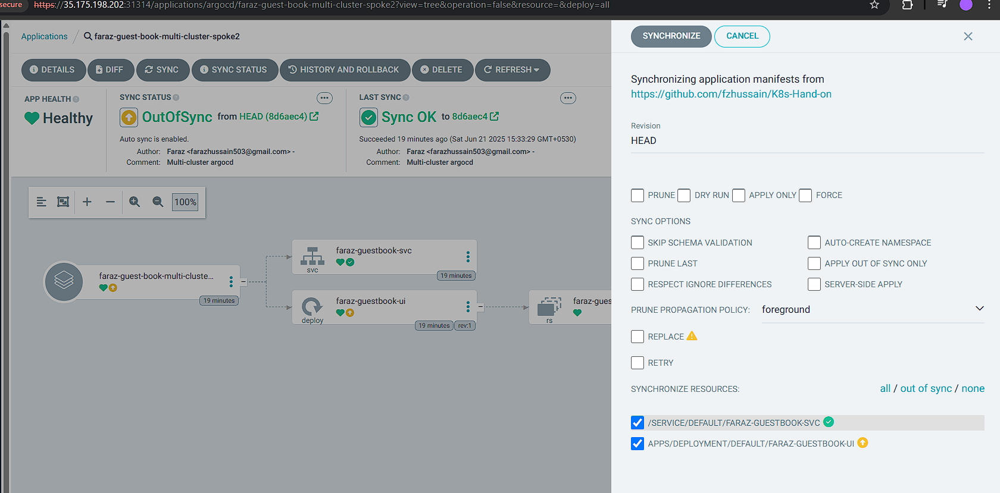 secure https://35.175.198.202:31314/applications/argocd/faraz-guest-book-multi-cluster-spoke2?view=tree&operation=false&resource=&deploy=all
Applications / faraz-guest-book-multi-cluster-spoke2
DETAILS DIFF SYNC SYNC STATUS HISTORY AND ROLLBACK DELETE REFRESH
APP HEALTH
Healthy
SYNC STATUS
OutOfSync from HEAD (8d6aec4)
Auto sync is enabled.
Author: Faraz <farazhussain503@gmail.com> -
Comment: Multi-cluster argocd
LAST SYNC
Sync OK to 8d6aec4
Succeeded 19 minutes ago (Sat Jun 21 2025 15:33:29 GMT+0530)
Author: Faraz <farazhussain503@gmail.com> -
Comment: Multi-cluster argocd
100%
faraz-guest-book-multi-cluste...
19 minutes
faraz-guestbook-svc
svc
19 minutes
faraz-guestbook-ui
deploy
19 minutes rev:1
faraz-gues
rs
SYNCHRONIZE CANCEL
Synchronizing application manifests from
https://github.com/fzhussain/K8s-Hand-on
Revision
HEAD
PRUNE DRY RUN APPLY ONLY FORCE
SYNC OPTIONS
SKIP SCHEMA VALIDATION AUTO-CREATE NAMESPACE
PRUNE LAST APPLY OUT OF SYNC ONLY
RESPECT IGNORE DIFFERENCES SERVER-SIDE APPLY
PRUNE PROPAGATION POLICY: foreground
REPLACE
RETRY
SYNCHRONIZE RESOURCES: all / out of sync / none
/SERVICE/DEFAULT/FARAZ-GUESTBOOK-SVC
APPS/DEPLOYMENT/DEFAULT/FARAZ-GUESTBOOK-UI